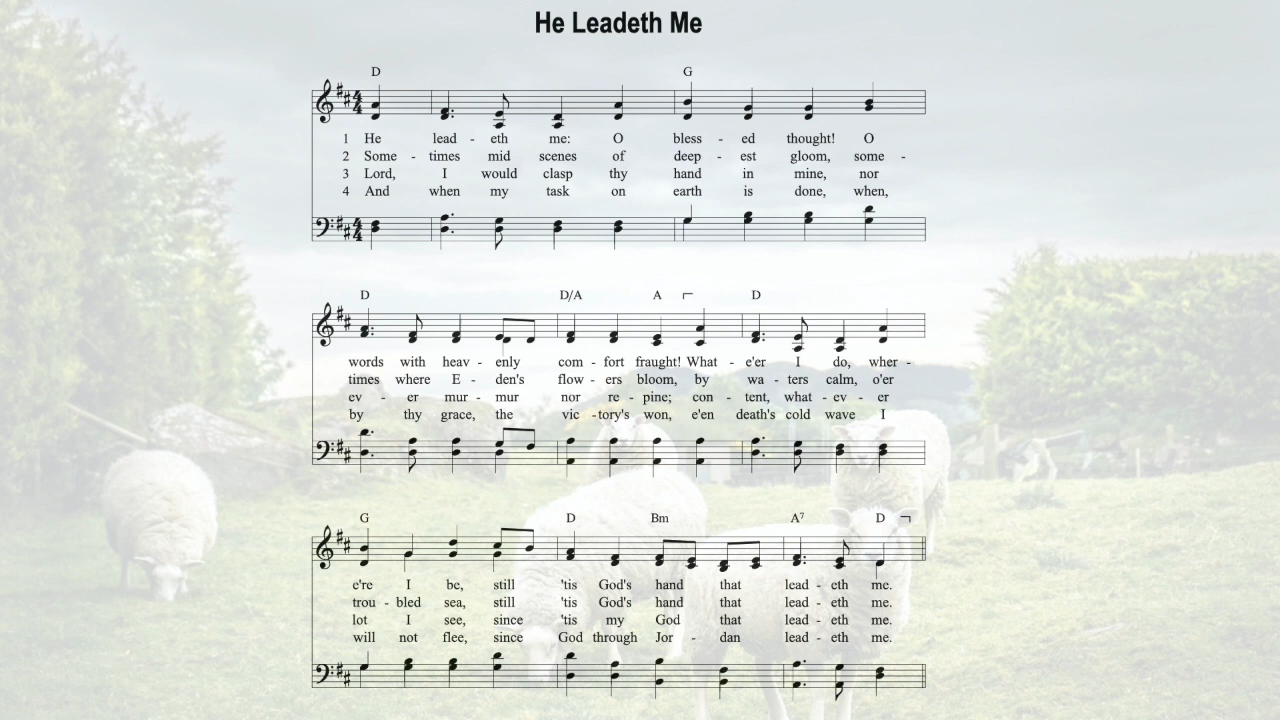 He Leadeth Me
D G
1 He lead - eth me: O bless - ed thought! O
2 Some - times mid scenes of deep - est gloom, some -
3 Lord, I would clasp thy hand in mine, nor
4 And when my task on earth is done, when,
D D/A A D
words with heav - enly com - fort fraught! What - e'er I do, wher -
times where E - den's flow - ers bloom, by wa - ters calm, o'er
ev - er mur - mur nor re - pine; con - tent, what - ev - er
by thy grace, the vic - tory's won, e'en death's cold wave I
G D Bm A7 D
e're I be, still 'tis God's hand that lead - eth me.
trou - bled sea, still 'tis God's hand that lead - eth me.
lot I see, since 'tis my God that lead - eth me.
will not flee, since God through Jor - dan lead - eth me.